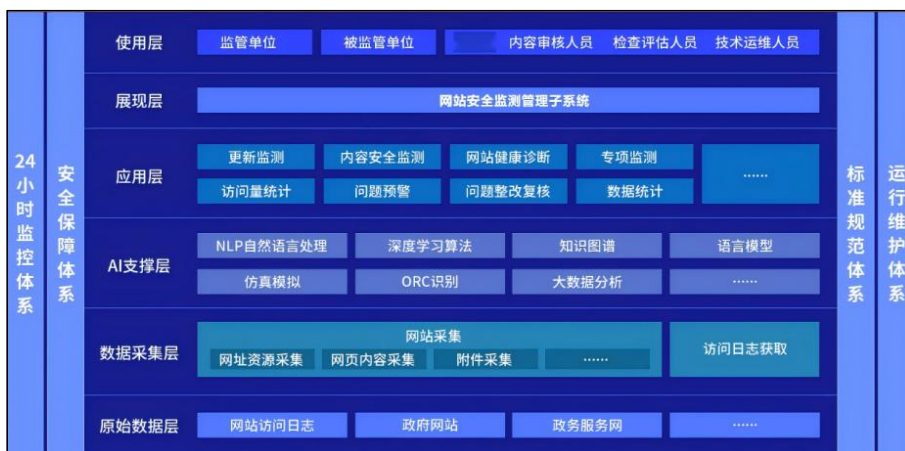 24小时监控体系
安全保障体系
使用层
监管单位 被监管单位 内容审核人员 检查评估人员 技术运维人员
展现层
网站安全监测管理子系统
应用层
更新监测 内容安全监测 网站健康诊断 专项监测 ……
访问量统计 问题预警 问题整改复核 数据统计
AI支撑层
NLP自然语言处理 深度学习算法 知识图谱 语言模型
仿真模拟 ORC识别 大数据分析 ……
数据采集层
网站采集
网址资源采集 网页内容采集 附件采集 ……
访问日志获取
原始数据层
网站访问日志 政府网站 政务服务网 ……
标准规范体系
运行维护体系